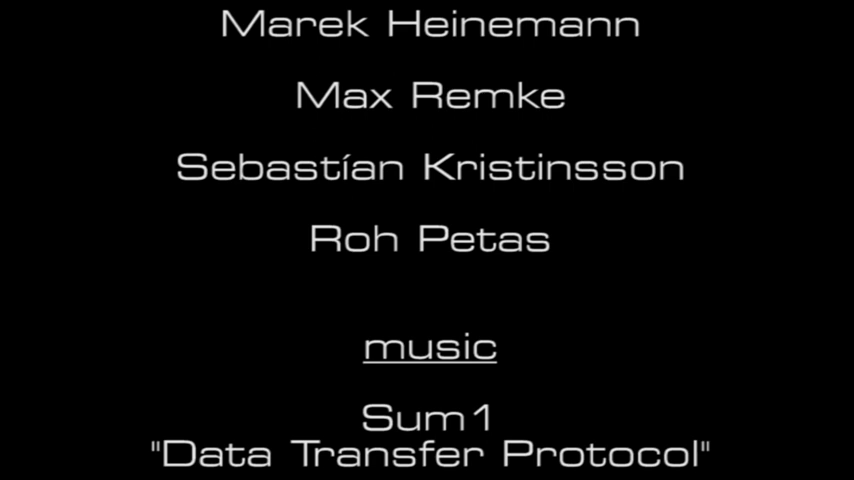 Marek Heinemann
Max Remke
Sebastían Kristinsson
Roh Petas
music
Sum1
"Data Transfer Protocol"